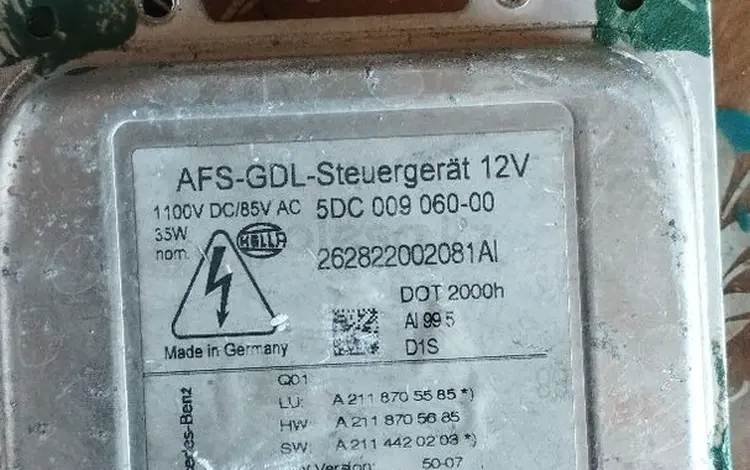 AFS-GDL-Steuergerät 12V
1100V DC/85V AC 5DC 009 060-00
35W
nom.
HELLA
262822002081AI
DOT 2000h
AI 99 5
D1S
Made in Germany
Q01
LU: A 211 870 55 85 *)
HW: A 211 870 56 85
SW: A 211 442 02 03 *)
Version 50-07